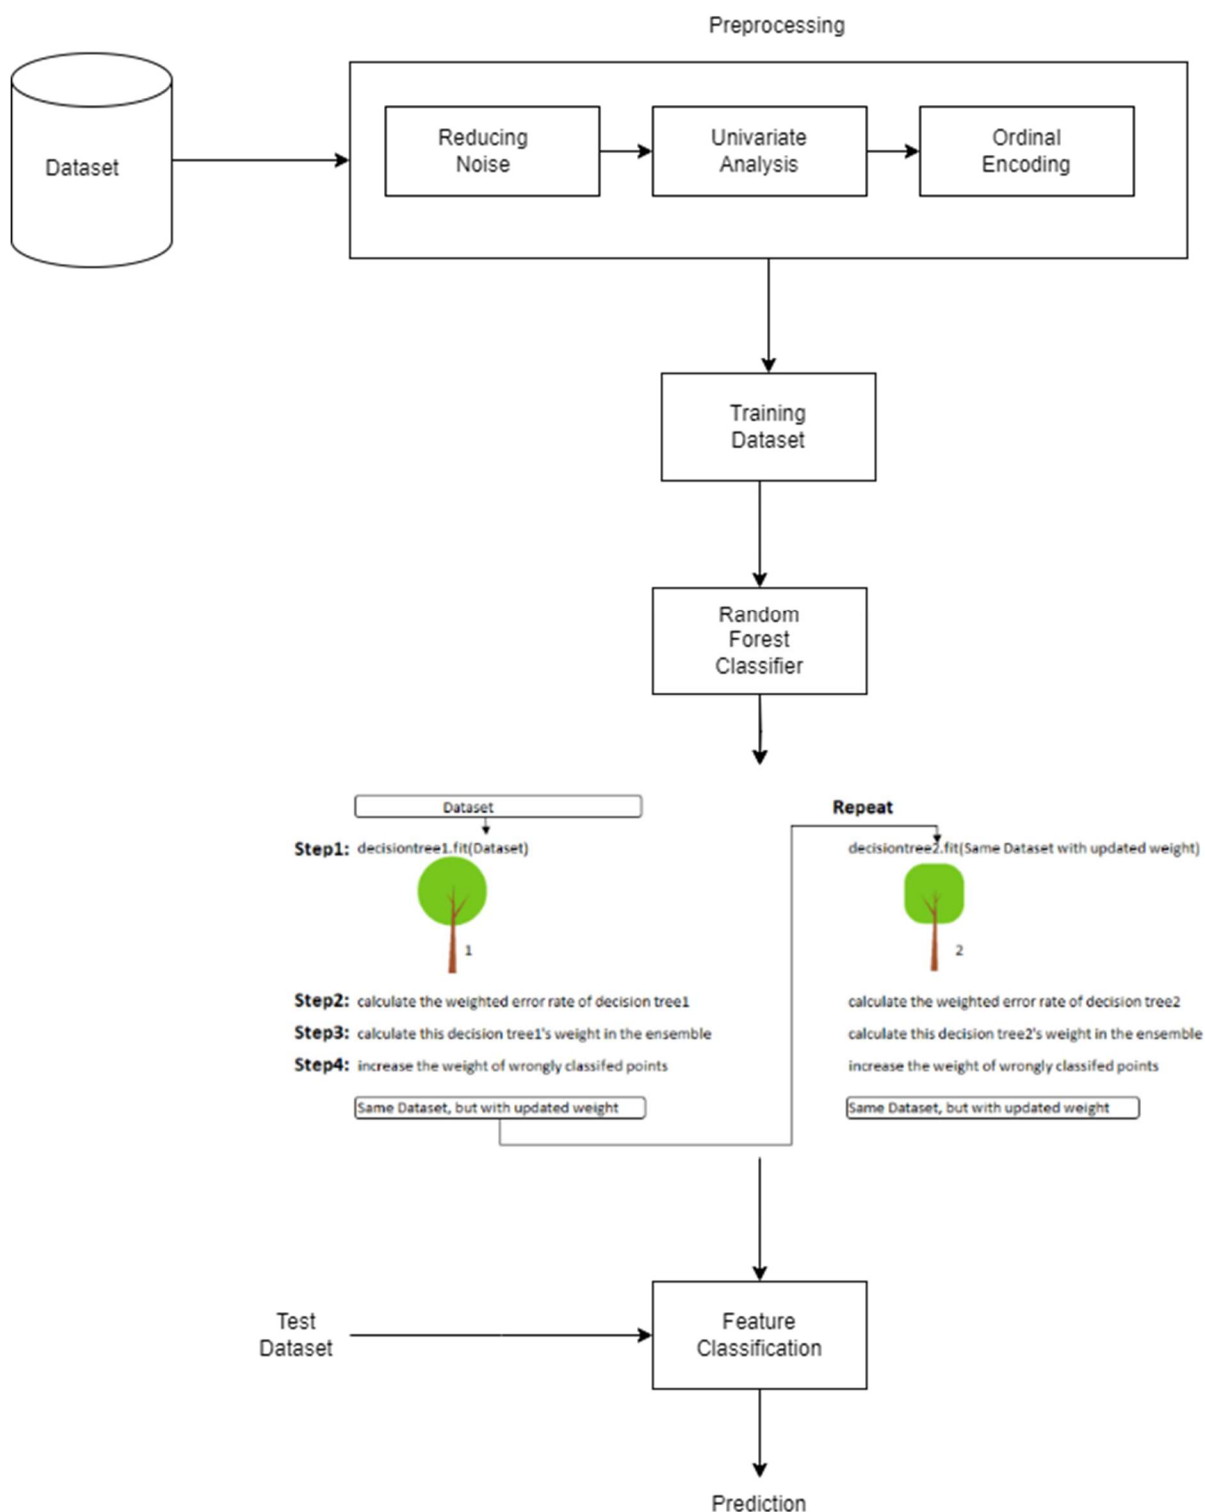 Preprocessing
Dataset
Reducing
Noise
Univariate
Analysis
Ordinal
Encoding
Training
Dataset
Random
Forest
Classifier
Dataset
Step1: decisiontree1.fit(Dataset)
1
Step2: calculate the weighted error rate of decision tree1
Step3: calculate this decision tree1's weight in the ensemble
Step4: increase the weight of wrongly classifed points
Same Dataset, but with updated weight
Repeat
decisiontree2.fit(Same Dataset with updated weight)
2
calculate the weighted error rate of decision tree2
calculate this decision tree2's weight in the ensemble
increase the weight of wrongly classifed points
Same Dataset, but with updated weight
Test
Dataset
Feature
Classification
Prediction